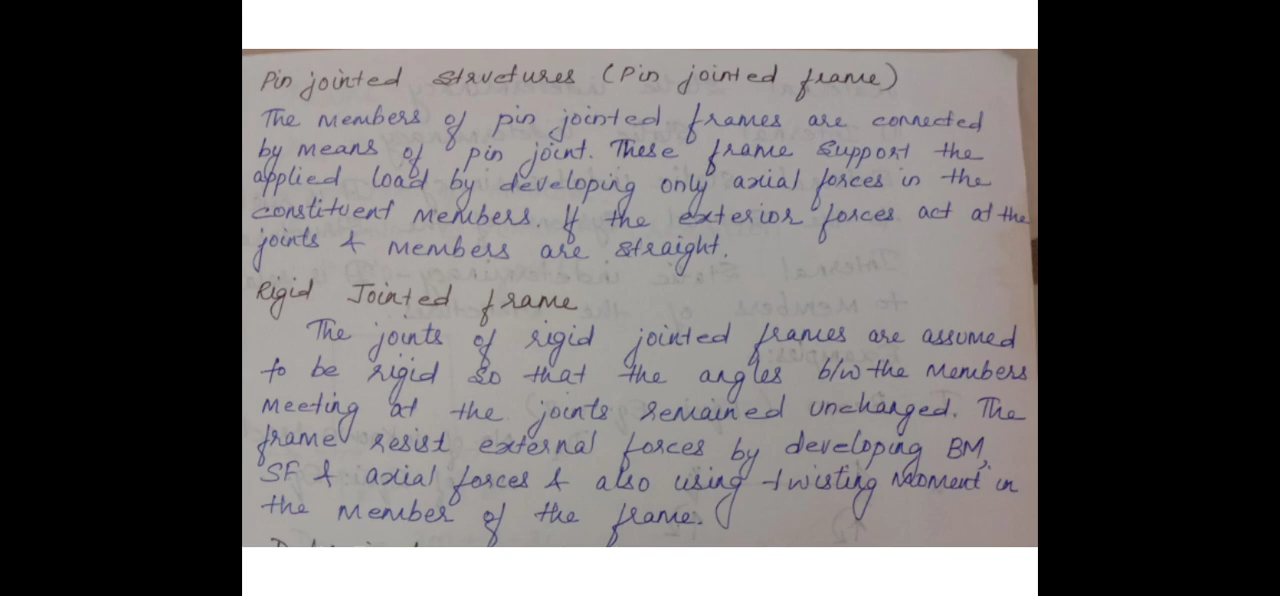 Pin jointed structures (Pin jointed frame)
The members of pin jointed frames are connected
by means of pin joint. These frame support the
applied load by developing only axial forces in the
constituent members. If the exterior forces act at the
joints & members are straight.
Rigid Jointed frame
The joints of rigid jointed frames are assumed
to be rigid so that the angles b/w the members
meeting at the joints remained unchanged. The
frame resist external forces by developing BM,
SF & axial forces & also using twisting moment in
the member of the frame.